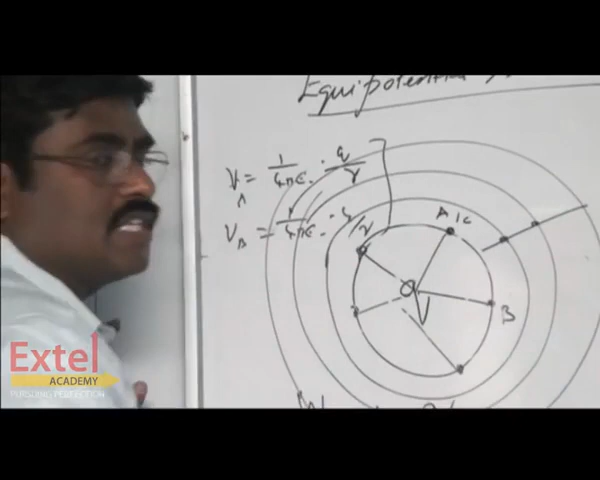 Equipotential
V_A = 1/4πε₀ · q/r
V_B = 1/4πε₀ · q/r
A
B
Extel
ACADEMY
PURSUING PERFECTION